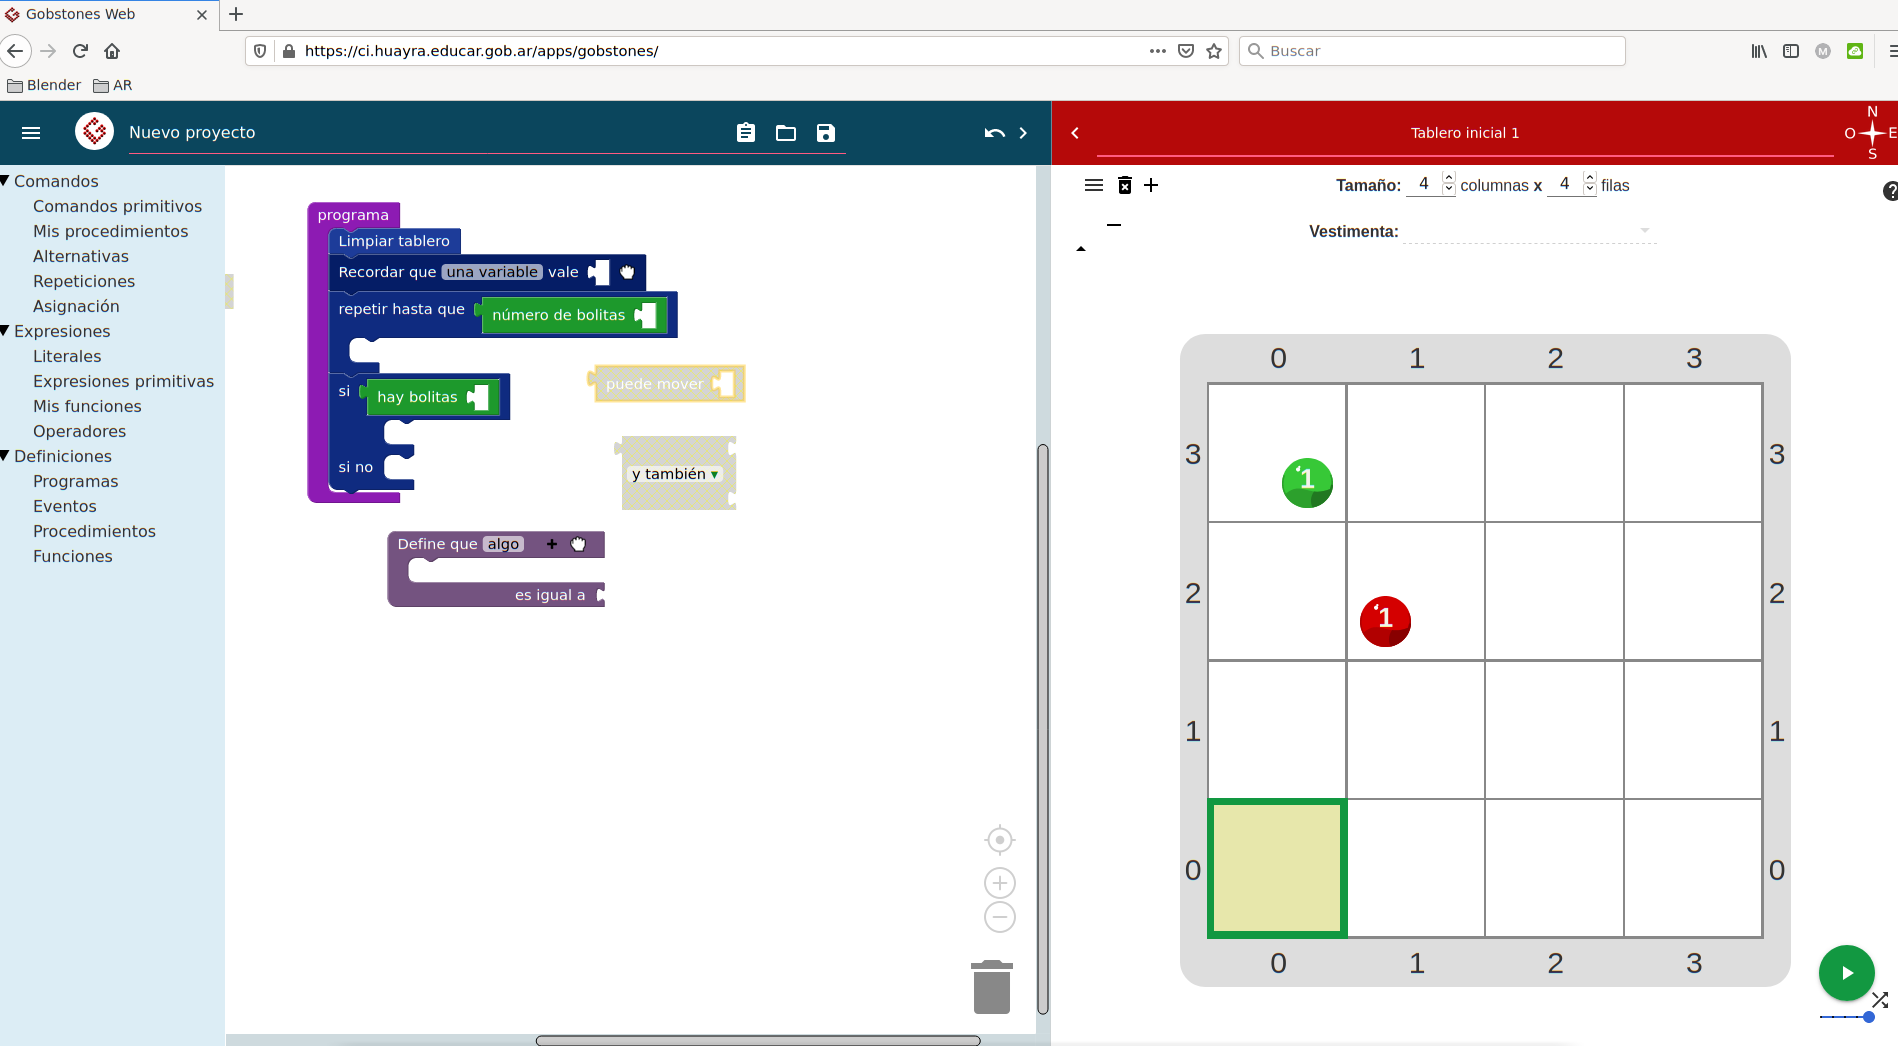 Gobstones Web
https://ci.huayra.educar.gob.ar/apps/gobstones/
Buscar
M
Blender
AR
Nuevo proyecto
Tablero inicial 1
N
O
E
S
Comandos
Comandos primitivos
Mis procedimientos
Alternativas
Repeticiones
Asignación
Expresiones
Literales
Expresiones primitivas
Mis funciones
Operadores
Definiciones
Programas
Eventos
Procedimientos
Funciones
programa
Limpiar tablero
Recordar que una variable vale
repetir hasta que número de bolitas
si hay bolitas
si no
puede mover
y también ▾
Define que algo +
es igual a
Tamaño: 4 columnas x 4 filas
?
Vestimenta:
0 1 2 3
3 1 3
2 1 2
1 1
0 0
0 1 2 3